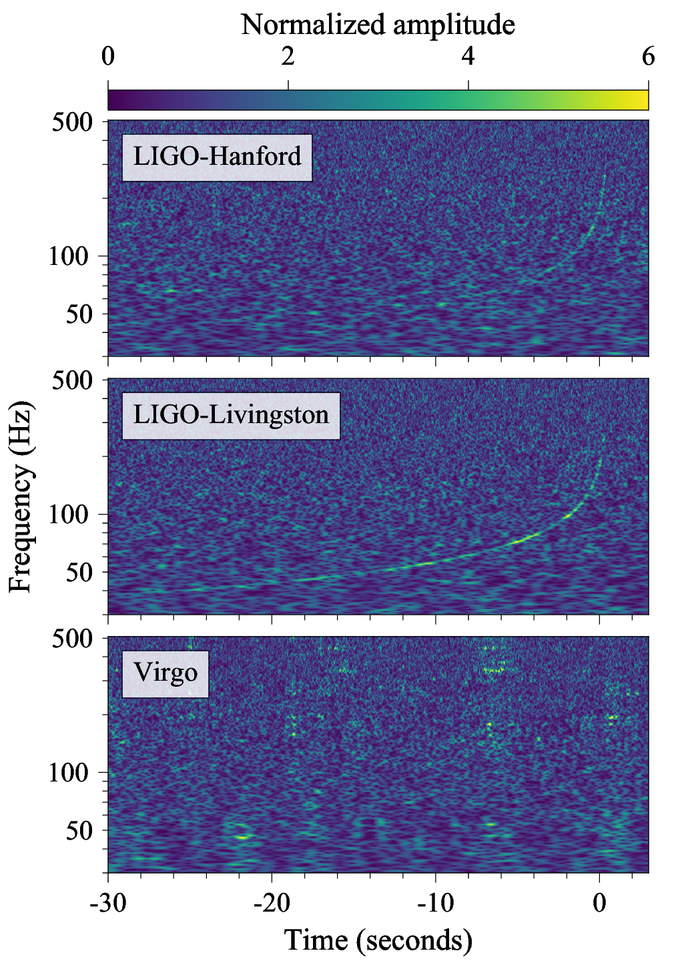 Normalized amplitude
0 2 4 6
500
LIGO-Hanford
100
50
500
LIGO-Livingston
Frequency (Hz)
100
50
500
Virgo
100
50
-30 -20 -10 0
Time (seconds)